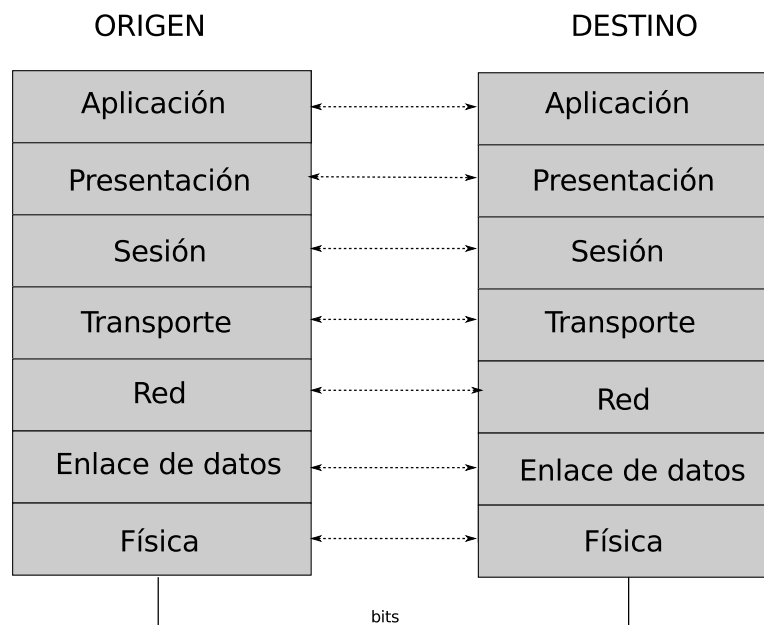 ORIGEN
DESTINO
Aplicación
Aplicación
Presentación
Presentación
Sesión
Sesión
Transporte
Transporte
Red
Red
Enlace de datos
Enlace de datos
Física
Física
bits